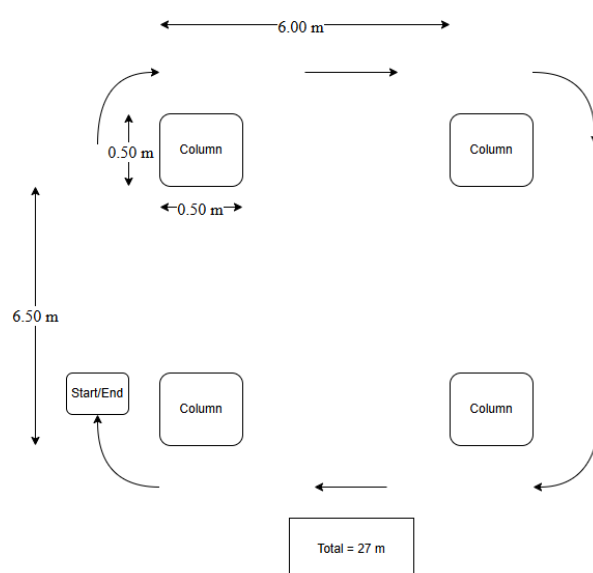 6.00 m
Column
Column
0.50 m
0.50 m
6.50 m
Start/End
Column
Column
Total = 27 m